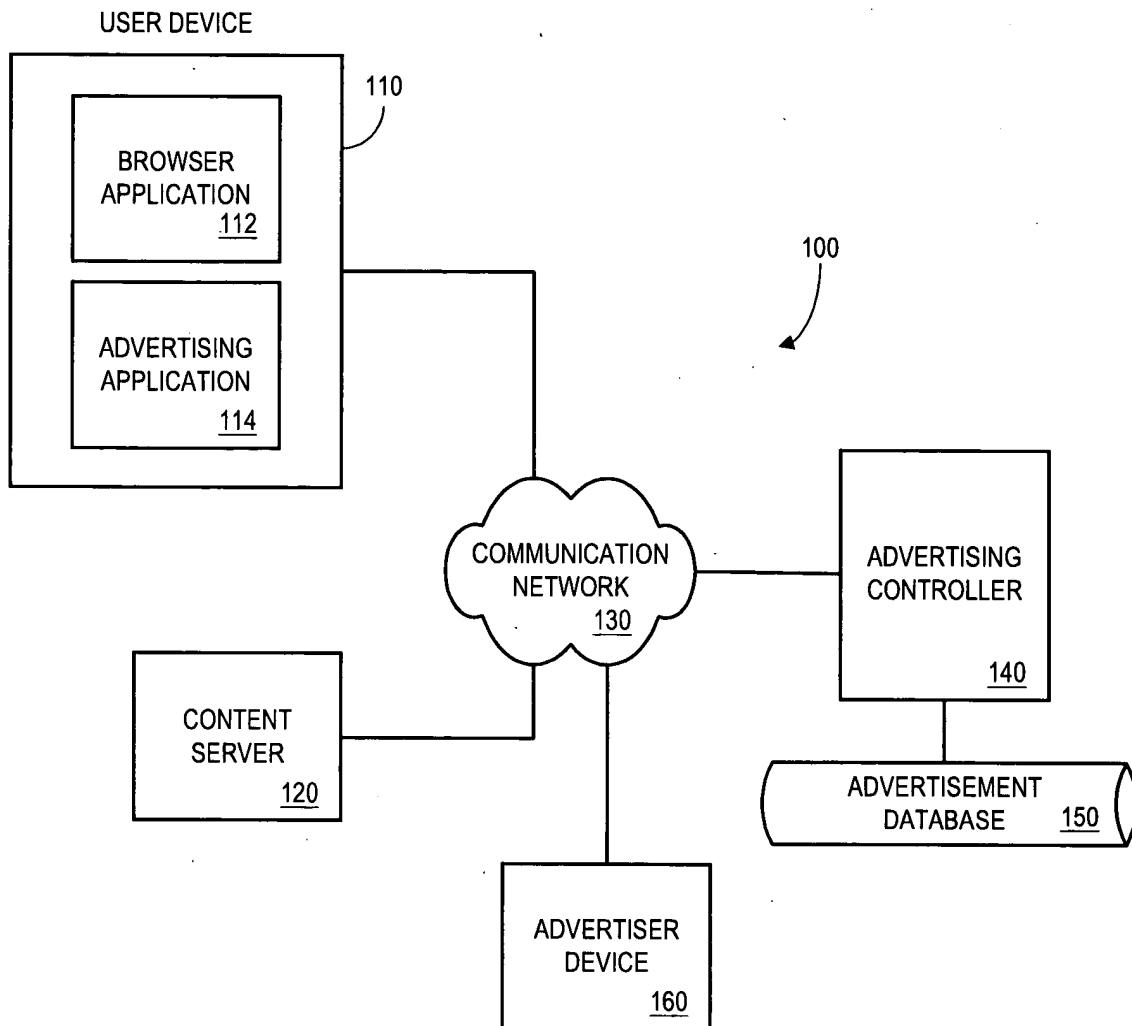 USER DEVICE
110
BROWSER
APPLICATION
112
100
ADVERTISING
APPLICATION
114
COMMUNICATION
NETWORK
130
ADVERTISING
CONTROLLER
140
CONTENT
SERVER
120
ADVERTISEMENT
DATABASE
150
ADVERTISER
DEVICE
160